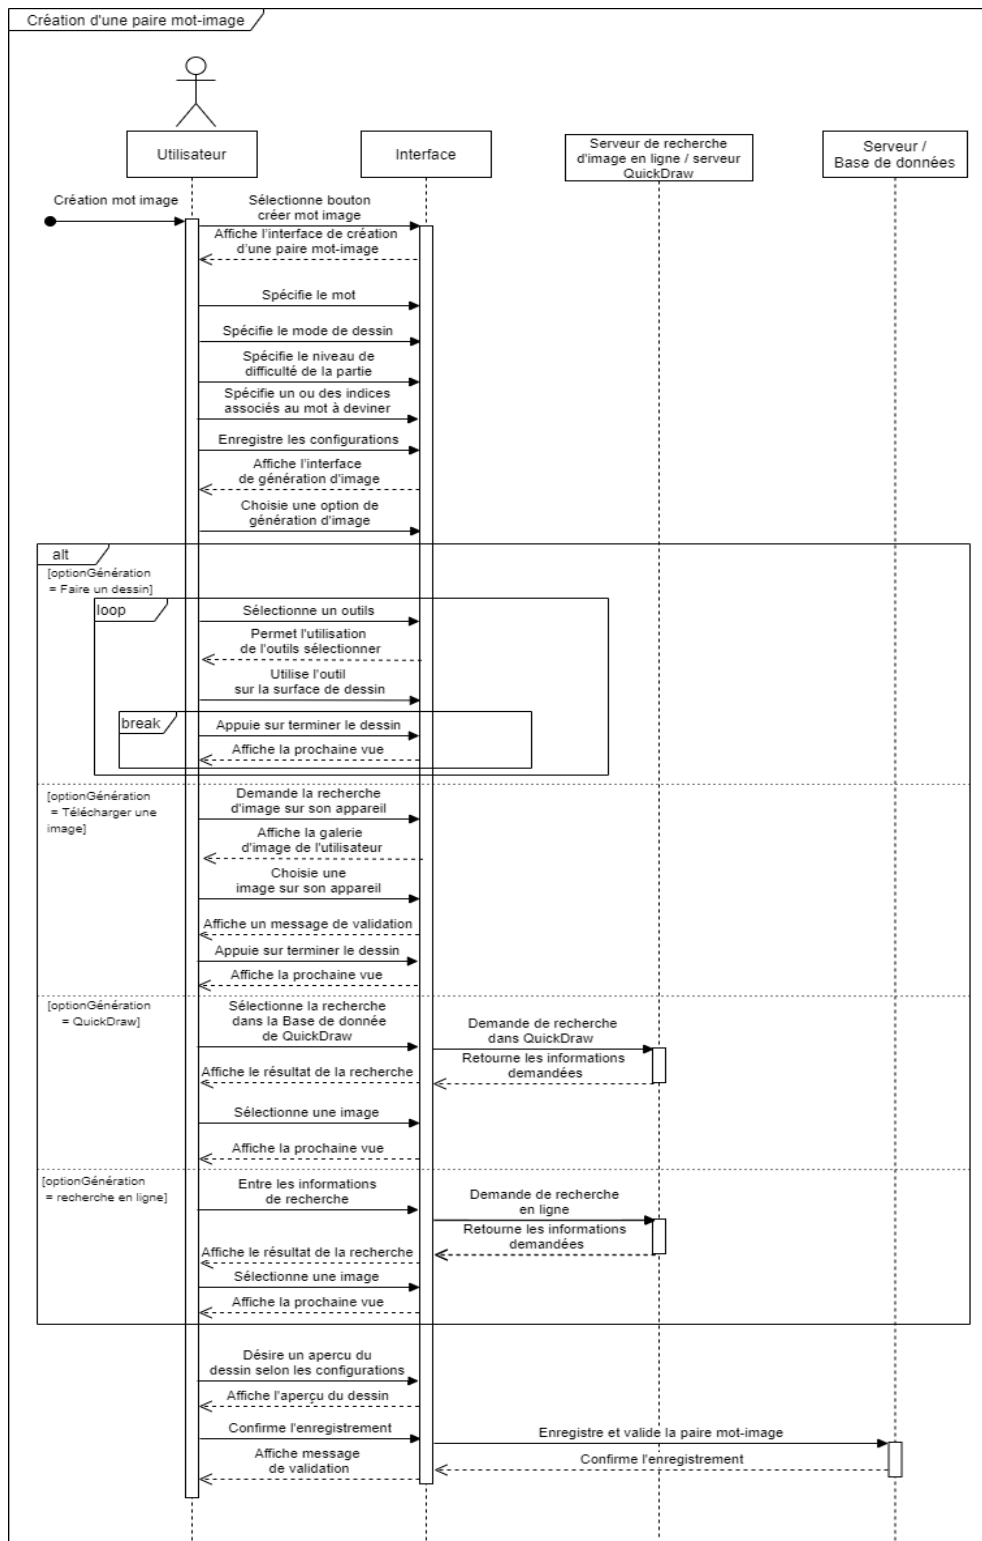 Création d'une paire mot-image
Utilisateur
Interface
Serveur de recherche
d'image en ligne / serveur
QuickDraw
Serveur /
Base de données
Création mot image
Sélectionne bouton
créer mot image
Affiche l'interface de création
d'une paire mot-image
Spécifie le mot
Spécifie le mode de dessin
Spécifie le niveau de
difficulté de la partie
Spécifie un ou des indices
associés au mot à deviner
Enregistre les configurations
Affiche l'interface
de génération d'image
Choisie une option de
génération d'image
alt
[optionGénération
= Faire un dessin]
loop
Sélectionne un outils
Permet l'utilisation
de l'outils sélectionner
Utilise l'outil
sur la surface de dessin
break
Appuie sur terminer le dessin
Affiche la prochaine vue
[optionGénération
= Télécharger une
image]
Demande la recherche
d'image sur son appareil
Affiche la galerie
d'image de l'utilisateur
Choisie une
image sur son appareil
Affiche un message de validation
Appuie sur terminer le dessin
Affiche la prochaine vue
[optionGénération
= QuickDraw]
Sélectionne la recherche
dans la Base de donnée
de QuickDraw
Demande de recherche
dans QuickDraw
Retourne les informations
demandées
Affiche le résultat de la recherche
Sélectionne une image
Affiche la prochaine vue
[optionGénération
= recherche en ligne]
Entre les informations
de recherche
Demande de recherche
en ligne
Retourne les informations
demandées
Affiche le résultat de la recherche
Sélectionne une image
Affiche la prochaine vue
Désire un apercu du
dessin selon les configurations
Affiche l'aperçu du dessin
Confirme l'enregistrement
Enregistre et valide la paire mot-image
Confirme l'enregistrement
Affiche message
de validation